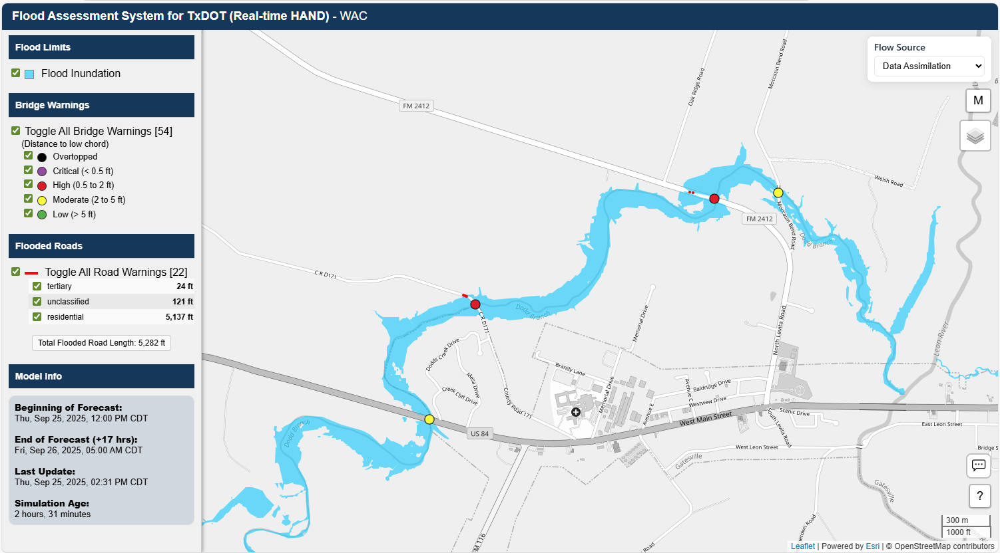 Flood Assessment System for TxDOT (Real-time HAND) - WAC
Flood Limits
Flood Inundation
Bridge Warnings
Toggle All Bridge Warnings [54]
(Distance to low chord)
Overtopped
Critical (< 0.5 ft)
High (0.5 to 2 ft)
Moderate (2 to 5 ft)
Low (> 5 ft)
Flooded Roads
Toggle All Road Warnings [22]
tertiary 24 ft
unclassified 121 ft
residential 5,137 ft
Total Flooded Road Length: 5,282 ft
Model Info
Beginning of Forecast:
Thu, Sep 25, 2025, 12:00 PM CDT
End of Forecast (+17 hrs):
Fri, Sep 26, 2025, 05:00 AM CDT
Last Update:
Thu, Sep 25, 2025, 02:31 PM CDT
Simulation Age:
2 hours, 31 minutes
Flow Source
Data Assimilation
M
?
FM 2412
Oak Ridge Road
Moccasin Bend Road
Welsh Road
FM 2412
Moccasin Bend Road
Dodd Branch
C R D171
Dodd Branch
C R D171
Memorial Drive
North Levita Road
Leon River
Dodds Creek Drive
Mesa Drive
Creek Cliff Drive
County Road 171
Brandy Lane
Memorial Drive
Avenue E
Avenue C
Baldridge Drive
Westview Drive
West Main Street
Scenic Drive
South Levita Road
East Leon Street
West Leon Street
Bridge S
US 84
Dodd Branch
Gatesville
Gatesville
FM 116
Road
getown Road
300 m
1000 ft
Leaflet | Powered by Esri | © OpenStreetMap contributors